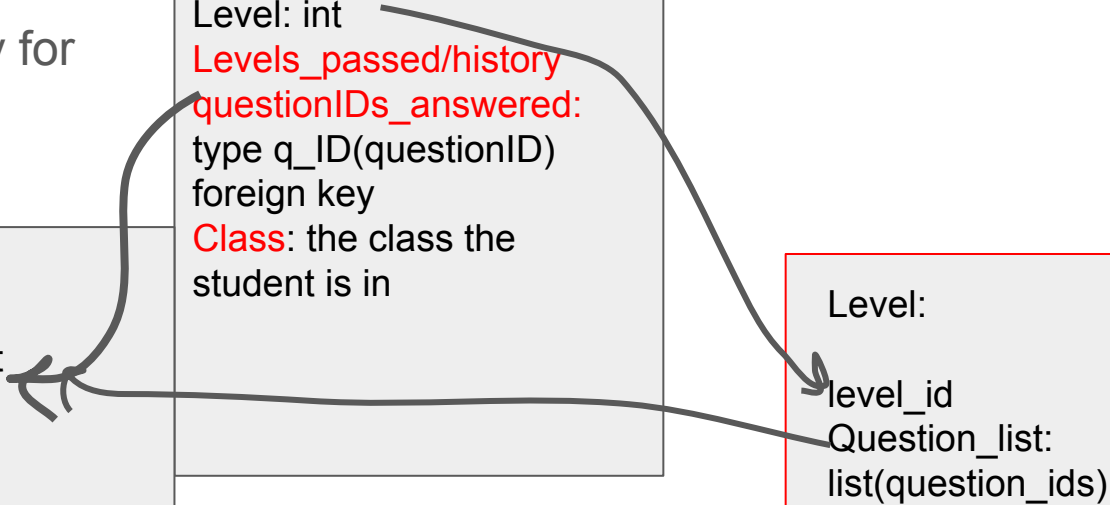 for
Level: int
Levels_passed/history
questionIDs_answered:
type q_ID(questionID)
foreign key
Class: the class the
student is in
Level:
level_id
Question_list:
list(question_ids)